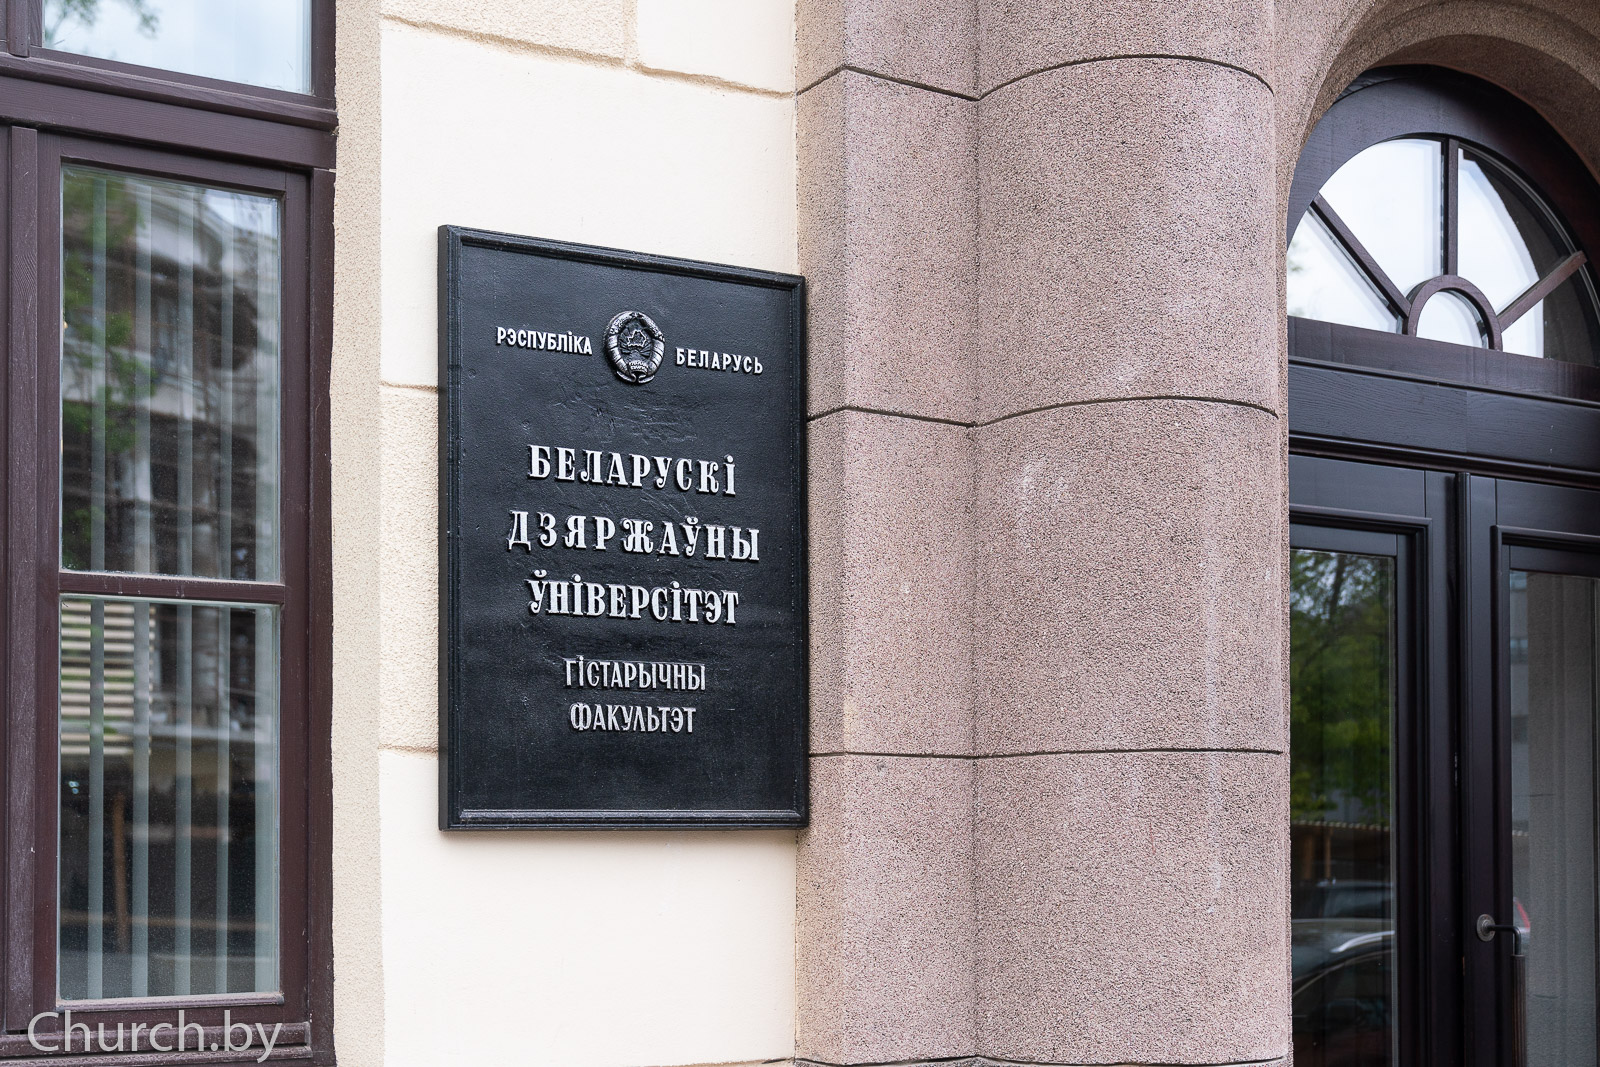 РЭСПУБЛІКА БЕЛАРУСЬ
БЕЛАРУСКІ
ДЗЯРЖАЎНЫ
ЎНІВЕРСІТЭТ
ГІСТАРЫЧНЫ
ФАКУЛЬТЭТ
Church.by